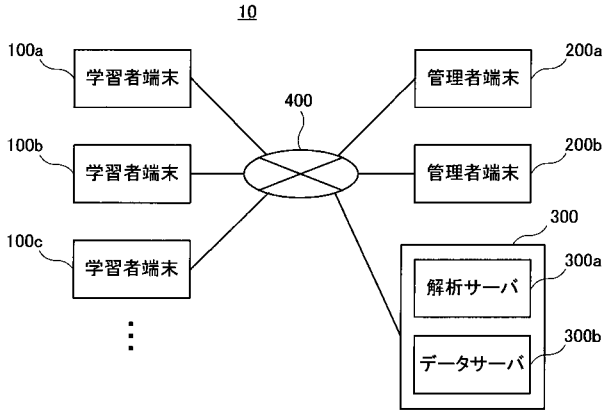 10
100a
学習者端末
100b
学習者端末
100c
学習者端末
400
200a
管理者端末
200b
管理者端末
300
300a
解析サーバ
300b
データサーバ